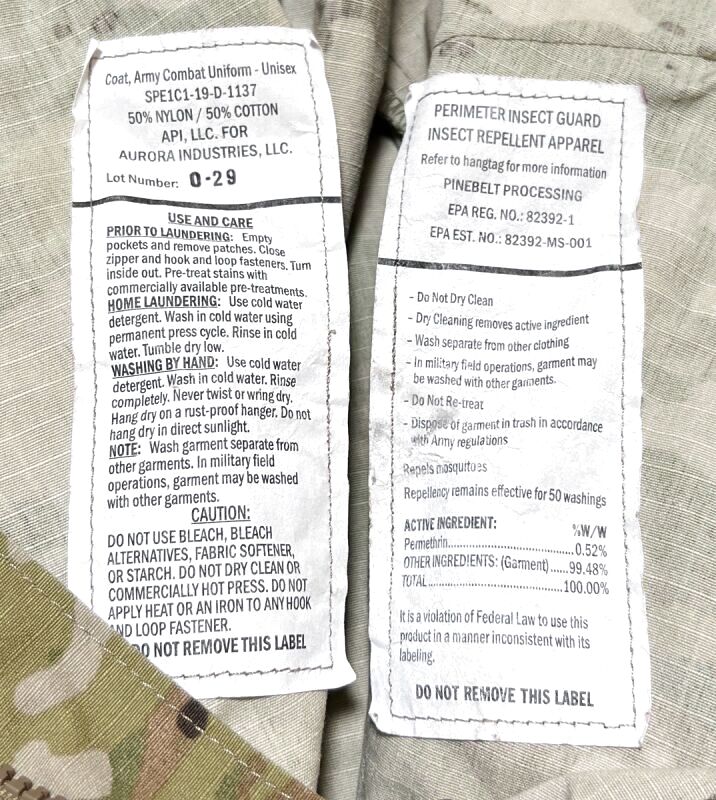 Coat, Army Combat Uniform - Unisex
SPE1C1-19-D-1137
50% NYLON / 50% COTTON
API, LLC. FOR
AURORA INDUSTRIES, LLC.
Lot Number: 0-29
USE AND CARE
PRIOR TO LAUNDERING: Empty
pockets and remove patches. Close
zipper and hook and loop fasteners. Turn
inside out. Pre-treat stains with
commercially available pre-treatments.
HOME LAUNDERING: Use cold water
detergent. Wash in cold water using
permanent press cycle. Rinse in cold
water. Tumble dry low.
WASHING BY HAND: Use cold water
detergent. Wash in cold water. Rinse
completely. Never twist or wring dry.
Hang dry on a rust-proof hanger. Do not
hang dry in direct sunlight.
NOTE: Wash garment separate from
other garments. In military field
operations, garment may be washed
with other garments.
CAUTION:
DO NOT USE BLEACH, BLEACH
ALTERNATIVES, FABRIC SOFTENER,
OR STARCH. DO NOT DRY CLEAN OR
COMMERCIALLY HOT PRESS. DO NOT
APPLY HEAT OR AN IRON TO ANY HOOK
AND LOOP FASTENER.
DO NOT REMOVE THIS LABEL
PERIMETER INSECT GUARD
INSECT REPELLENT APPAREL
Refer to hangtag for more information
PINEBELT PROCESSING
EPA REG. NO.: 82392-1
EPA EST. NO.: 82392-MS-001
- Do Not Dry Clean
- Dry Cleaning removes active ingredient
- Wash separate from other clothing
- In military field operations, garment may
be washed with other garments.
- Do Not Re-treat
- Dispose of garment in trash in accordance
with Army regulations
Repels mosquitoes
Repellency remains effective for 50 washings
ACTIVE INGREDIENT: %W/W
Permethrin..............................0.52%
OTHER INGREDIENTS: (Garment).....99.48%
TOTAL..............................100.00%
It is a violation of Federal Law to use this
product in a manner inconsistent with its
labeling.
DO NOT REMOVE THIS LABEL